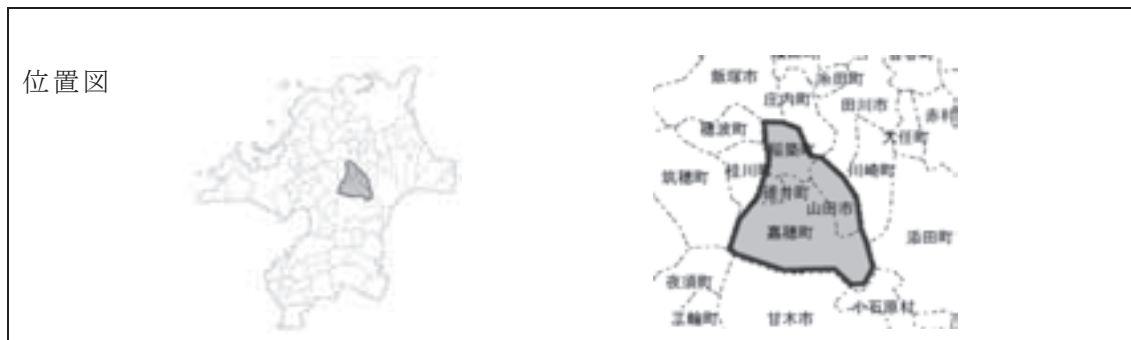 位置図
飯塚市
糸田町
庄内町
田川市
赤村
穂波町
大任町
稲築町
桂川町
川崎町
筑穂町
碓井町
山田市
嘉穂町
添田町
夜須町
小石原村
三輪町
甘木市